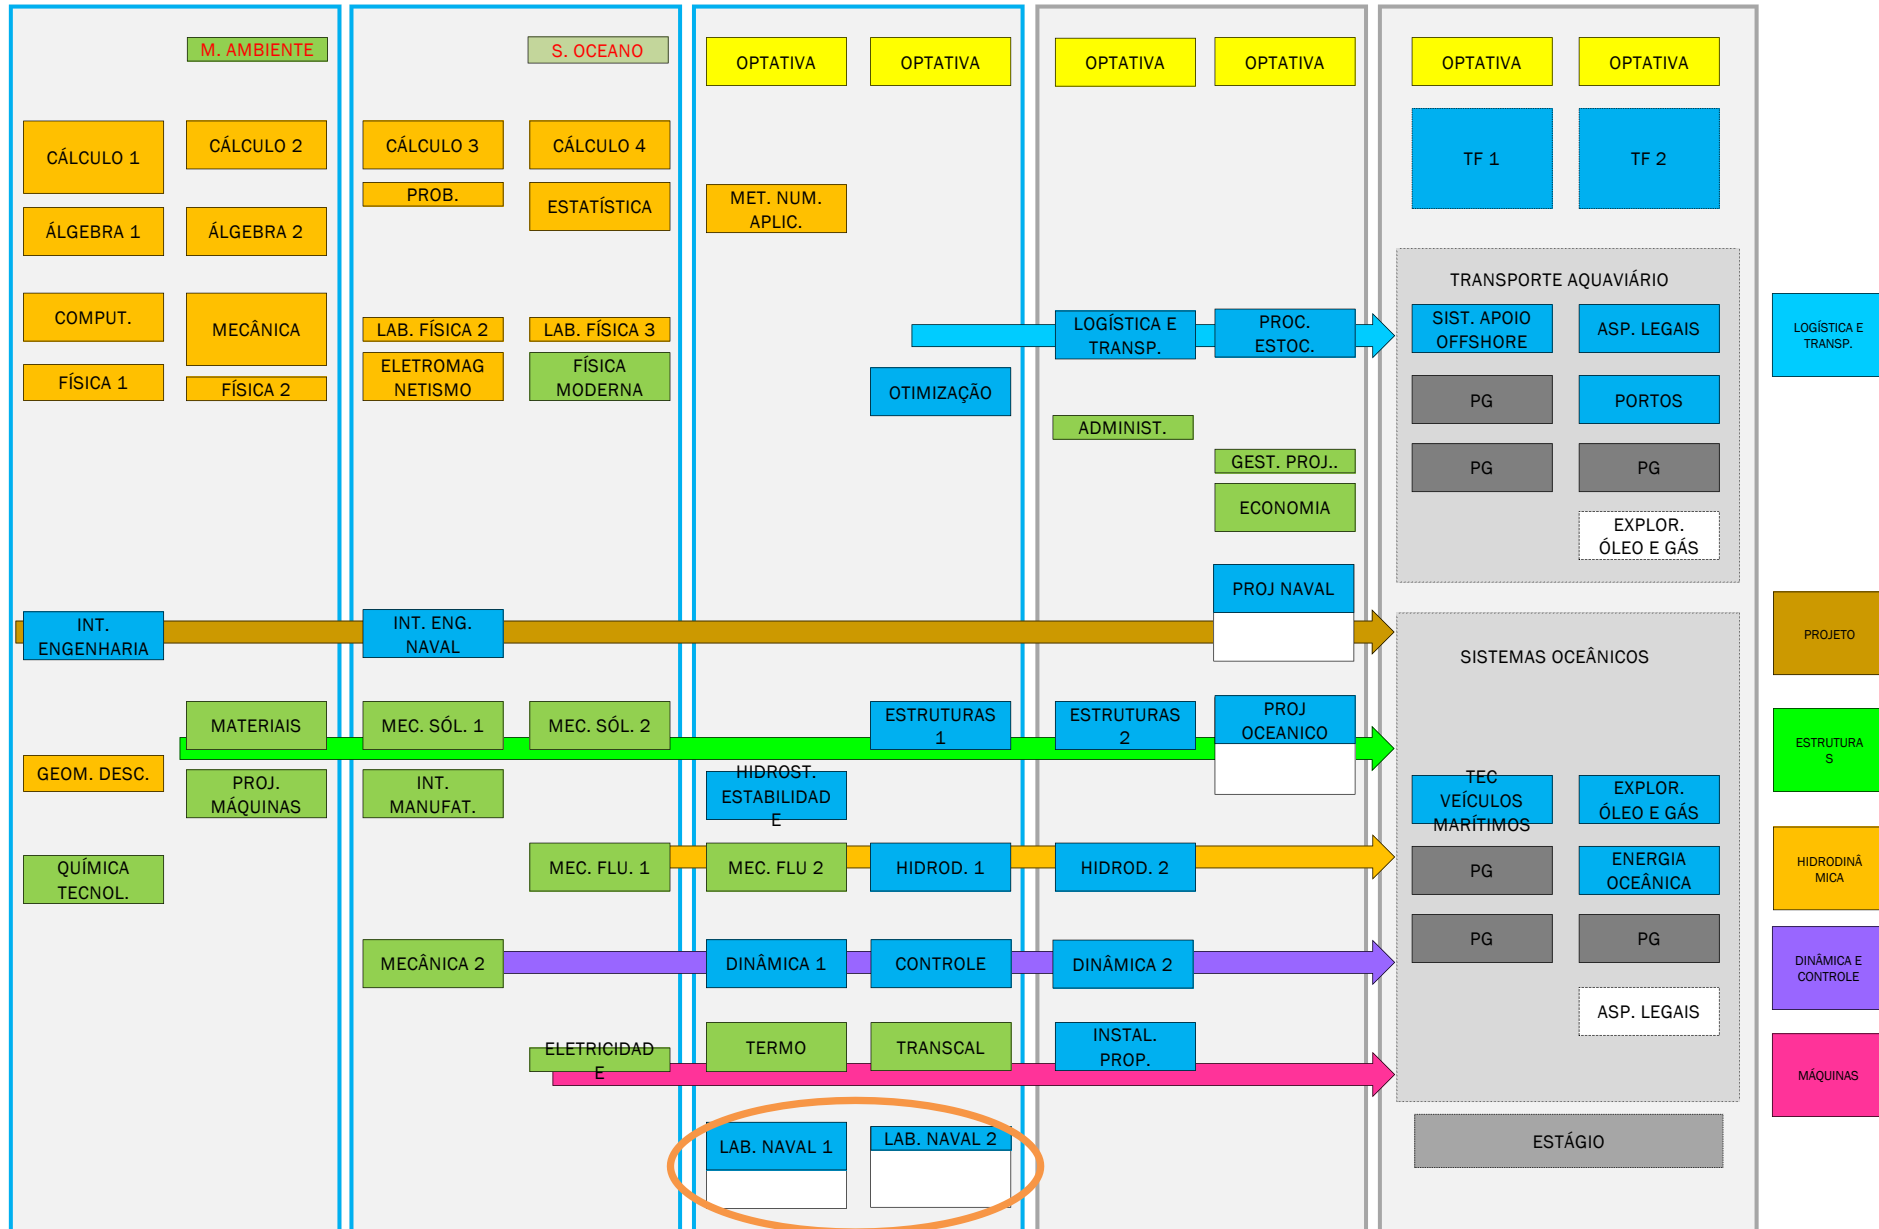 M. AMBIENTE
S. OCEANO
OPTATIVA
OPTATIVA
OPTATIVA
OPTATIVA
OPTATIVA
OPTATIVA
CÁLCULO 1
CÁLCULO 2
CÁLCULO 3
CÁLCULO 4
TF 1
TF 2
PROB.
ESTATÍSTICA
MET. NUM.
APLIC.
ÁLGEBRA 1
ÁLGEBRA 2
TRANSPORTE AQUAVIÁRIO
COMPUT.
MECÂNICA
LAB. FÍSICA 2
LAB. FÍSICA 3
LOGÍSTICA E
TRANSP.
PROC.
ESTOC.
SIST. APOIO
OFFSHORE
ASP. LEGAIS
LOGÍSTICA E
TRANSP.
FÍSICA 1
FÍSICA 2
ELETROMAG
NETISMO
FÍSICA
MODERNA
OTIMIZAÇÃO
PG
PORTOS
ADMINIST.
GEST. PROJ..
PG
PG
ECONOMIA
EXPLOR.
ÓLEO E GÁS
PROJ NAVAL
INT.
ENGENHARIA
INT. ENG.
NAVAL
PROJETO
SISTEMAS OCEÂNICOS
MATERIAIS
MEC. SÓL. 1
MEC. SÓL. 2
ESTRUTURAS
1
ESTRUTURAS
2
PROJ
OCEANICO
ESTRUTURA
S
GEOM. DESC.
PROJ.
MÁQUINAS
INT.
MANUFAT.
HIDROST.
ESTABILIDAD
E
TEC
VEÍCULOS
MARÍTIMOS
EXPLOR.
ÓLEO E GÁS
QUÍMICA
TECNOL.
MEC. FLU. 1
MEC. FLU 2
HIDROD. 1
HIDROD. 2
PG
ENERGIA
OCEÂNICA
HIDRODINÂ
MICA
PG
PG
MECÂNICA 2
DINÂMICA 1
CONTROLE
DINÂMICA 2
DINÂMICA E
CONTROLE
ASP. LEGAIS
ELETRICIDAD
E
TERMO
TRANSCAL
INSTAL.
PROP.
MÁQUINAS
LAB. NAVAL 1
LAB. NAVAL 2
ESTÁGIO